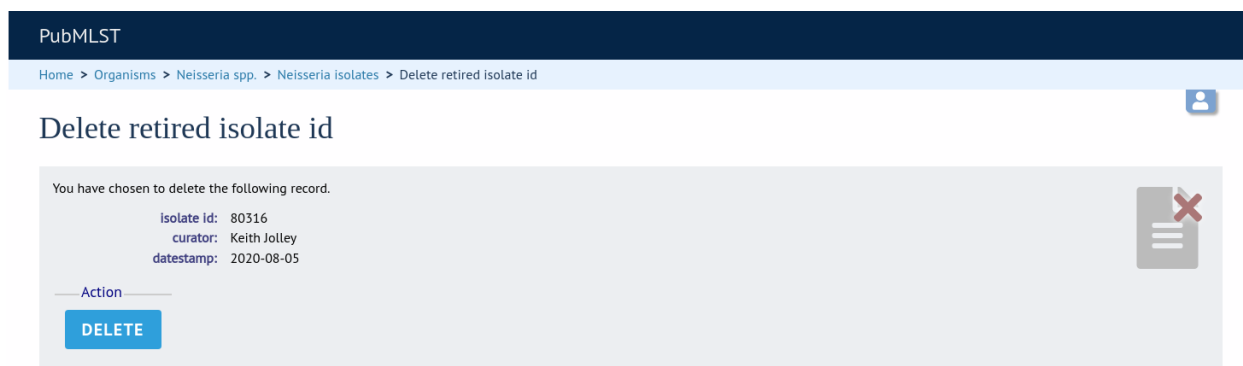 PubMLST
Home > Organisms > Neisseria spp. > Neisseria isolates > Delete retired isolate id
Delete retired isolate id
You have chosen to delete the following record.
isolate id: 80316
curator: Keith Jolley
datestamp: 2020-08-05
Action
DELETE